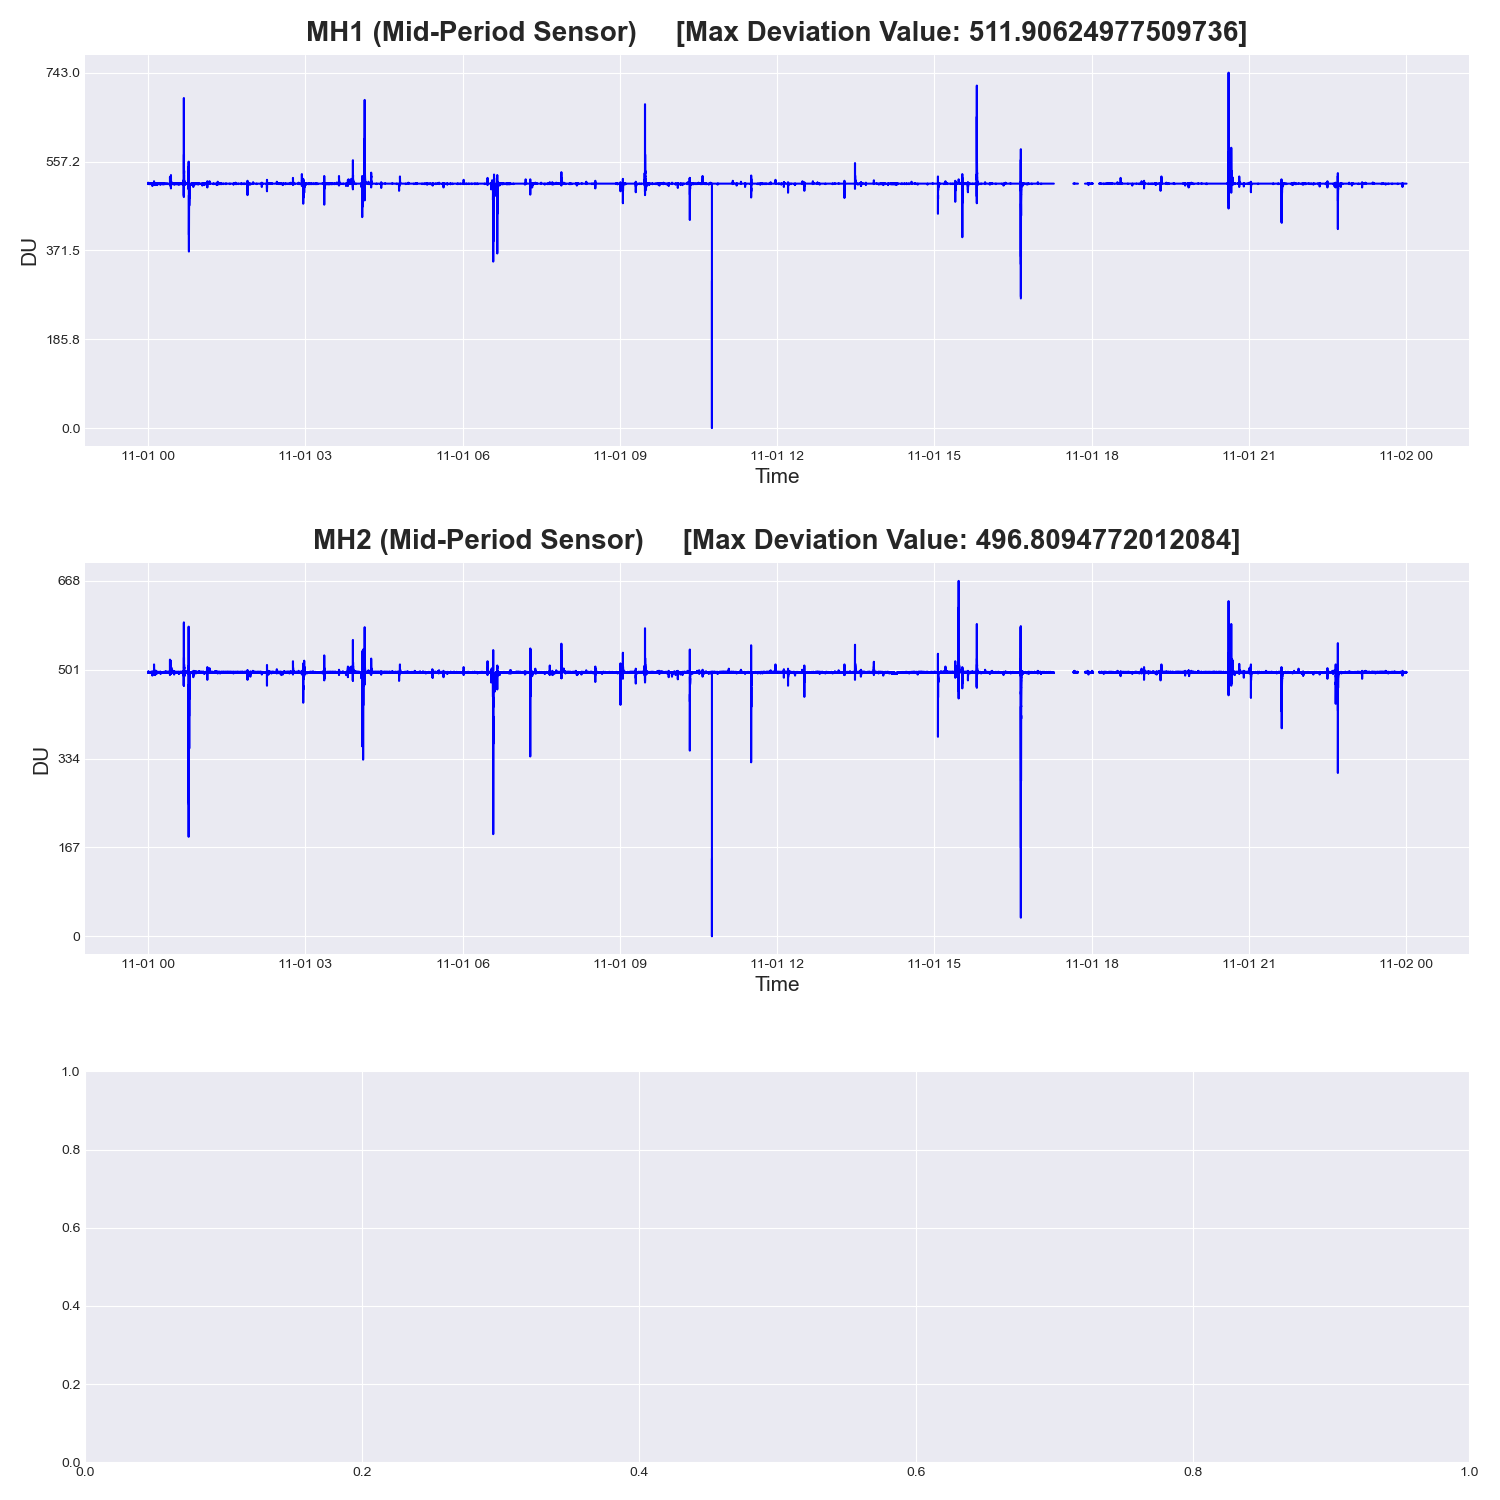 MH1 (Mid-Period Sensor) [Max Deviation Value: 511.90624977509736]
743.0
557.2
371.5
185.8
0.0
DU
11-01 00 11-01 03 11-01 06 11-01 09 11-01 12 11-01 15 11-01 18 11-01 21 11-02 00
Time
MH2 (Mid-Period Sensor) [Max Deviation Value: 496.8094772012084]
668
501
334
167
0
DU
11-01 00 11-01 03 11-01 06 11-01 09 11-01 12 11-01 15 11-01 18 11-01 21 11-02 00
Time
1.0
0.8
0.6
0.4
0.2
0.0
0.0 0.2 0.4 0.6 0.8 1.0